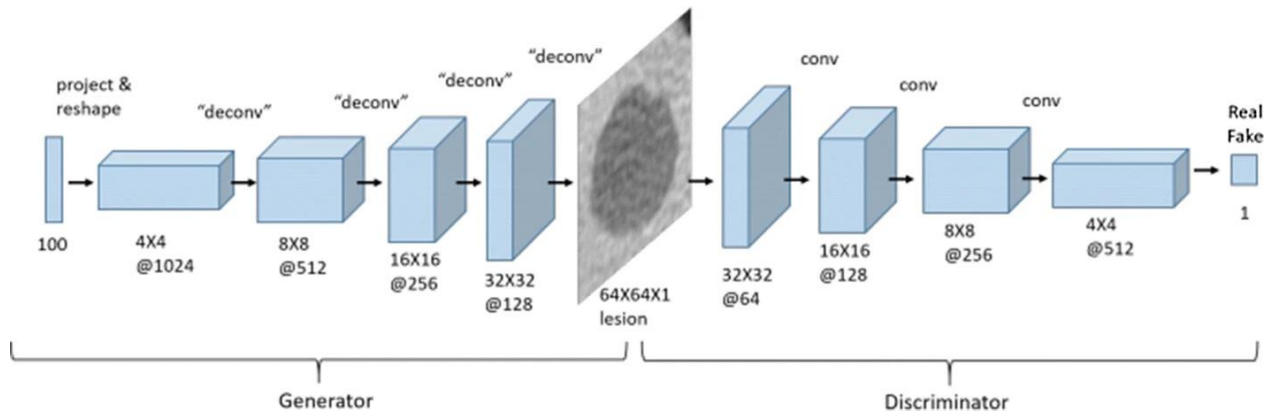 project &
reshape
"deconv"
"deconv"
"deconv"
"deconv"
conv
conv
conv
Real
Fake
100
4X4
@1024
8X8
@512
16X16
@256
32X32
@128
64X64X1
lesion
32X32
@64
16X16
@128
8X8
@256
4X4
@512
1
Generator
Discriminator